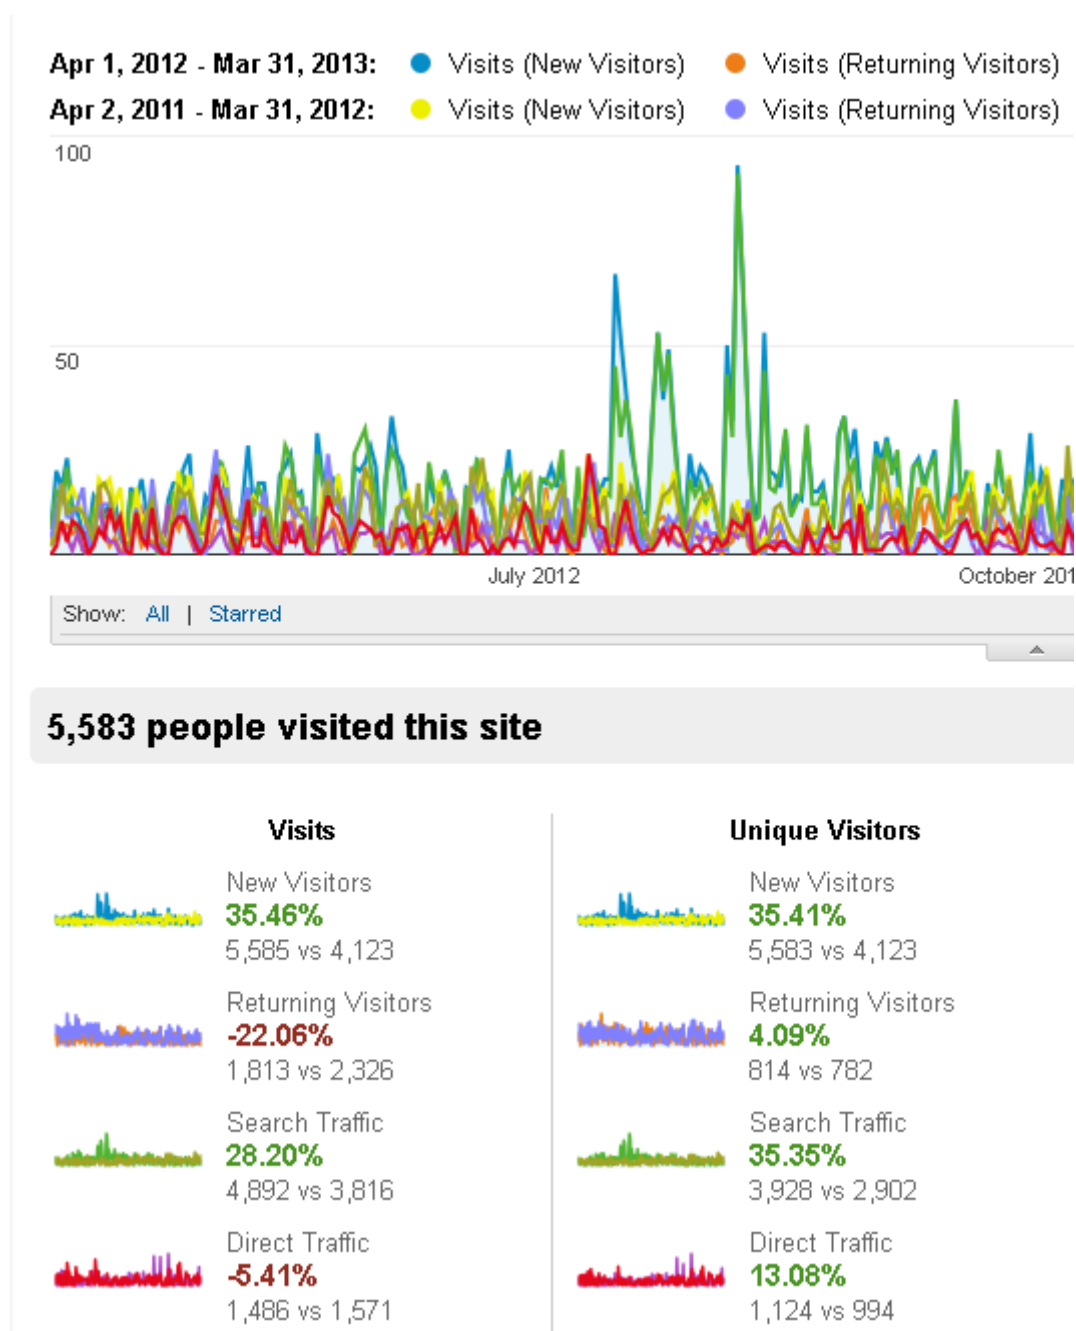 Apr 1, 2012 - Mar 31, 2013: Visits (New Visitors) Visits (Returning Visitors)
Apr 2, 2011 - Mar 31, 2012: Visits (New Visitors) Visits (Returning Visitors)
100
50
July 2012 October 201
Show: All | Starred
5,583 people visited this site
Visits
New Visitors
35.46%
5,585 vs 4,123
Returning Visitors
-22.06%
1,813 vs 2,326
Search Traffic
28.20%
4,892 vs 3,816
Direct Traffic
-5.41%
1,486 vs 1,571
Unique Visitors
New Visitors
35.41%
5,583 vs 4,123
Returning Visitors
4.09%
814 vs 782
Search Traffic
35.35%
3,928 vs 2,902
Direct Traffic
13.08%
1,124 vs 994